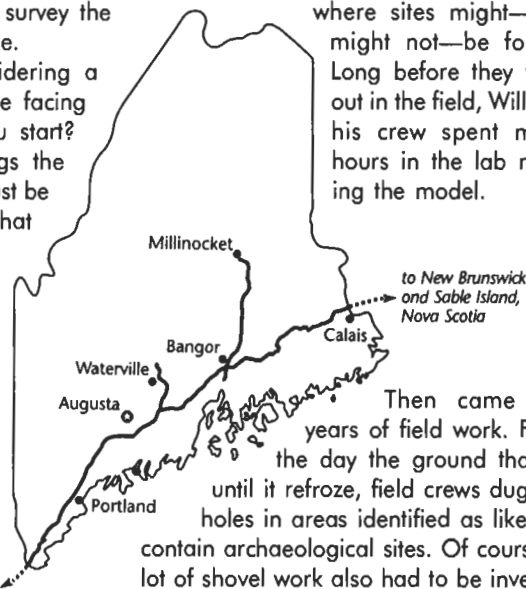 survey the
e.
idering a
e facing
u start?
gs the
st be
hat
where sites might—
might not—be fo
Long before they
out in the field, Will
his crew spent m
hours in the lab r
ing the model.
Millinocket
to New Brunswick
ond Sable Island,
Nova Scotia
Calais
Bangor
Waterville
Augusta
Portland
Then came
years of field work. F
the day the ground tha
until it refroze, field crews dug
holes in areas identified as like
contain archaeological sites. Of cours
lot of shovel work also had to be inve